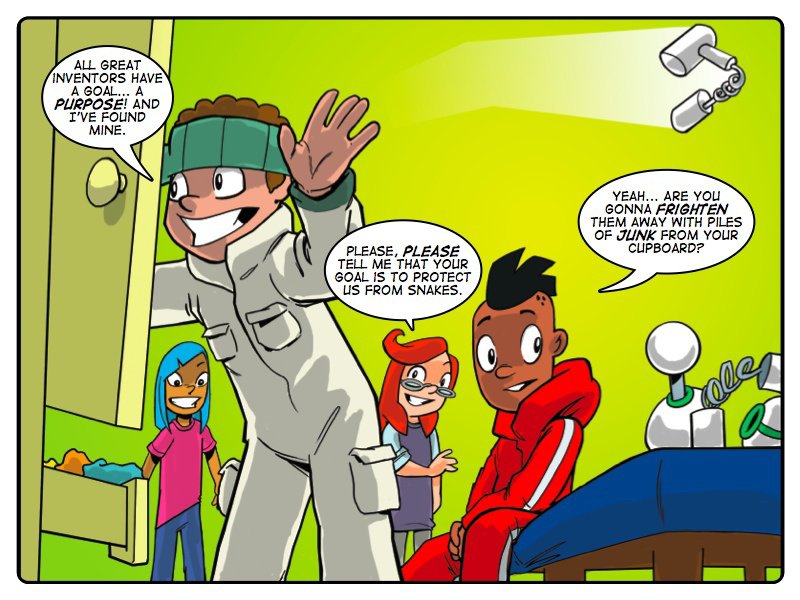 ALL GREAT
INVENTORS HAVE
A GOAL... A
PURPOSE! AND
I'VE FOUND
MINE.
PLEASE, PLEASE
TELL ME THAT YOUR
GOAL IS TO PROTECT
US FROM SNAKES.
YEAH... ARE YOU
GONNA FRIGHTEN
THEM AWAY WITH PILES
OF JUNK FROM YOUR
CUPBOARD?